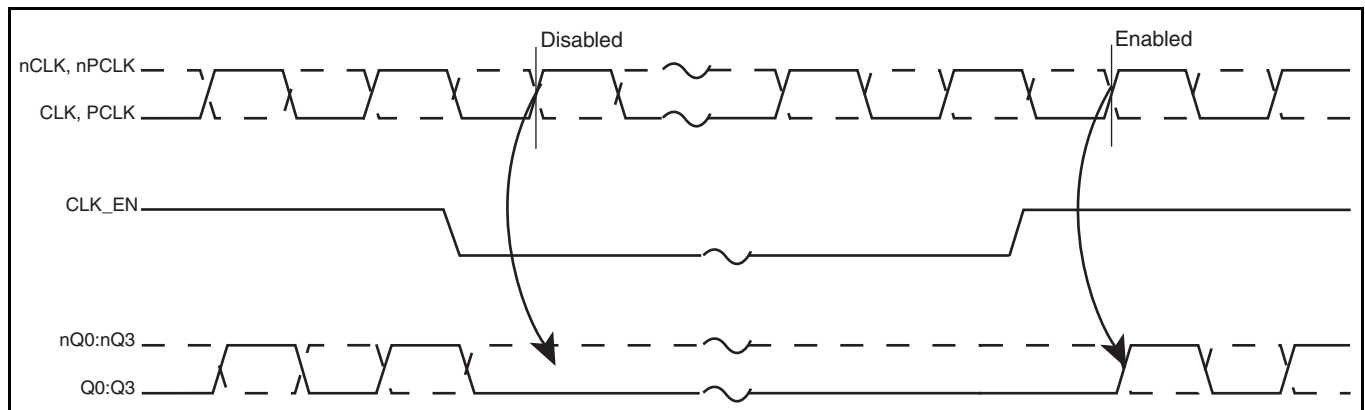 Disabled
Enabled
nCLK, nPCLK
CLK, PCLK
CLK_EN
nQ0:nQ3
Q0:Q3